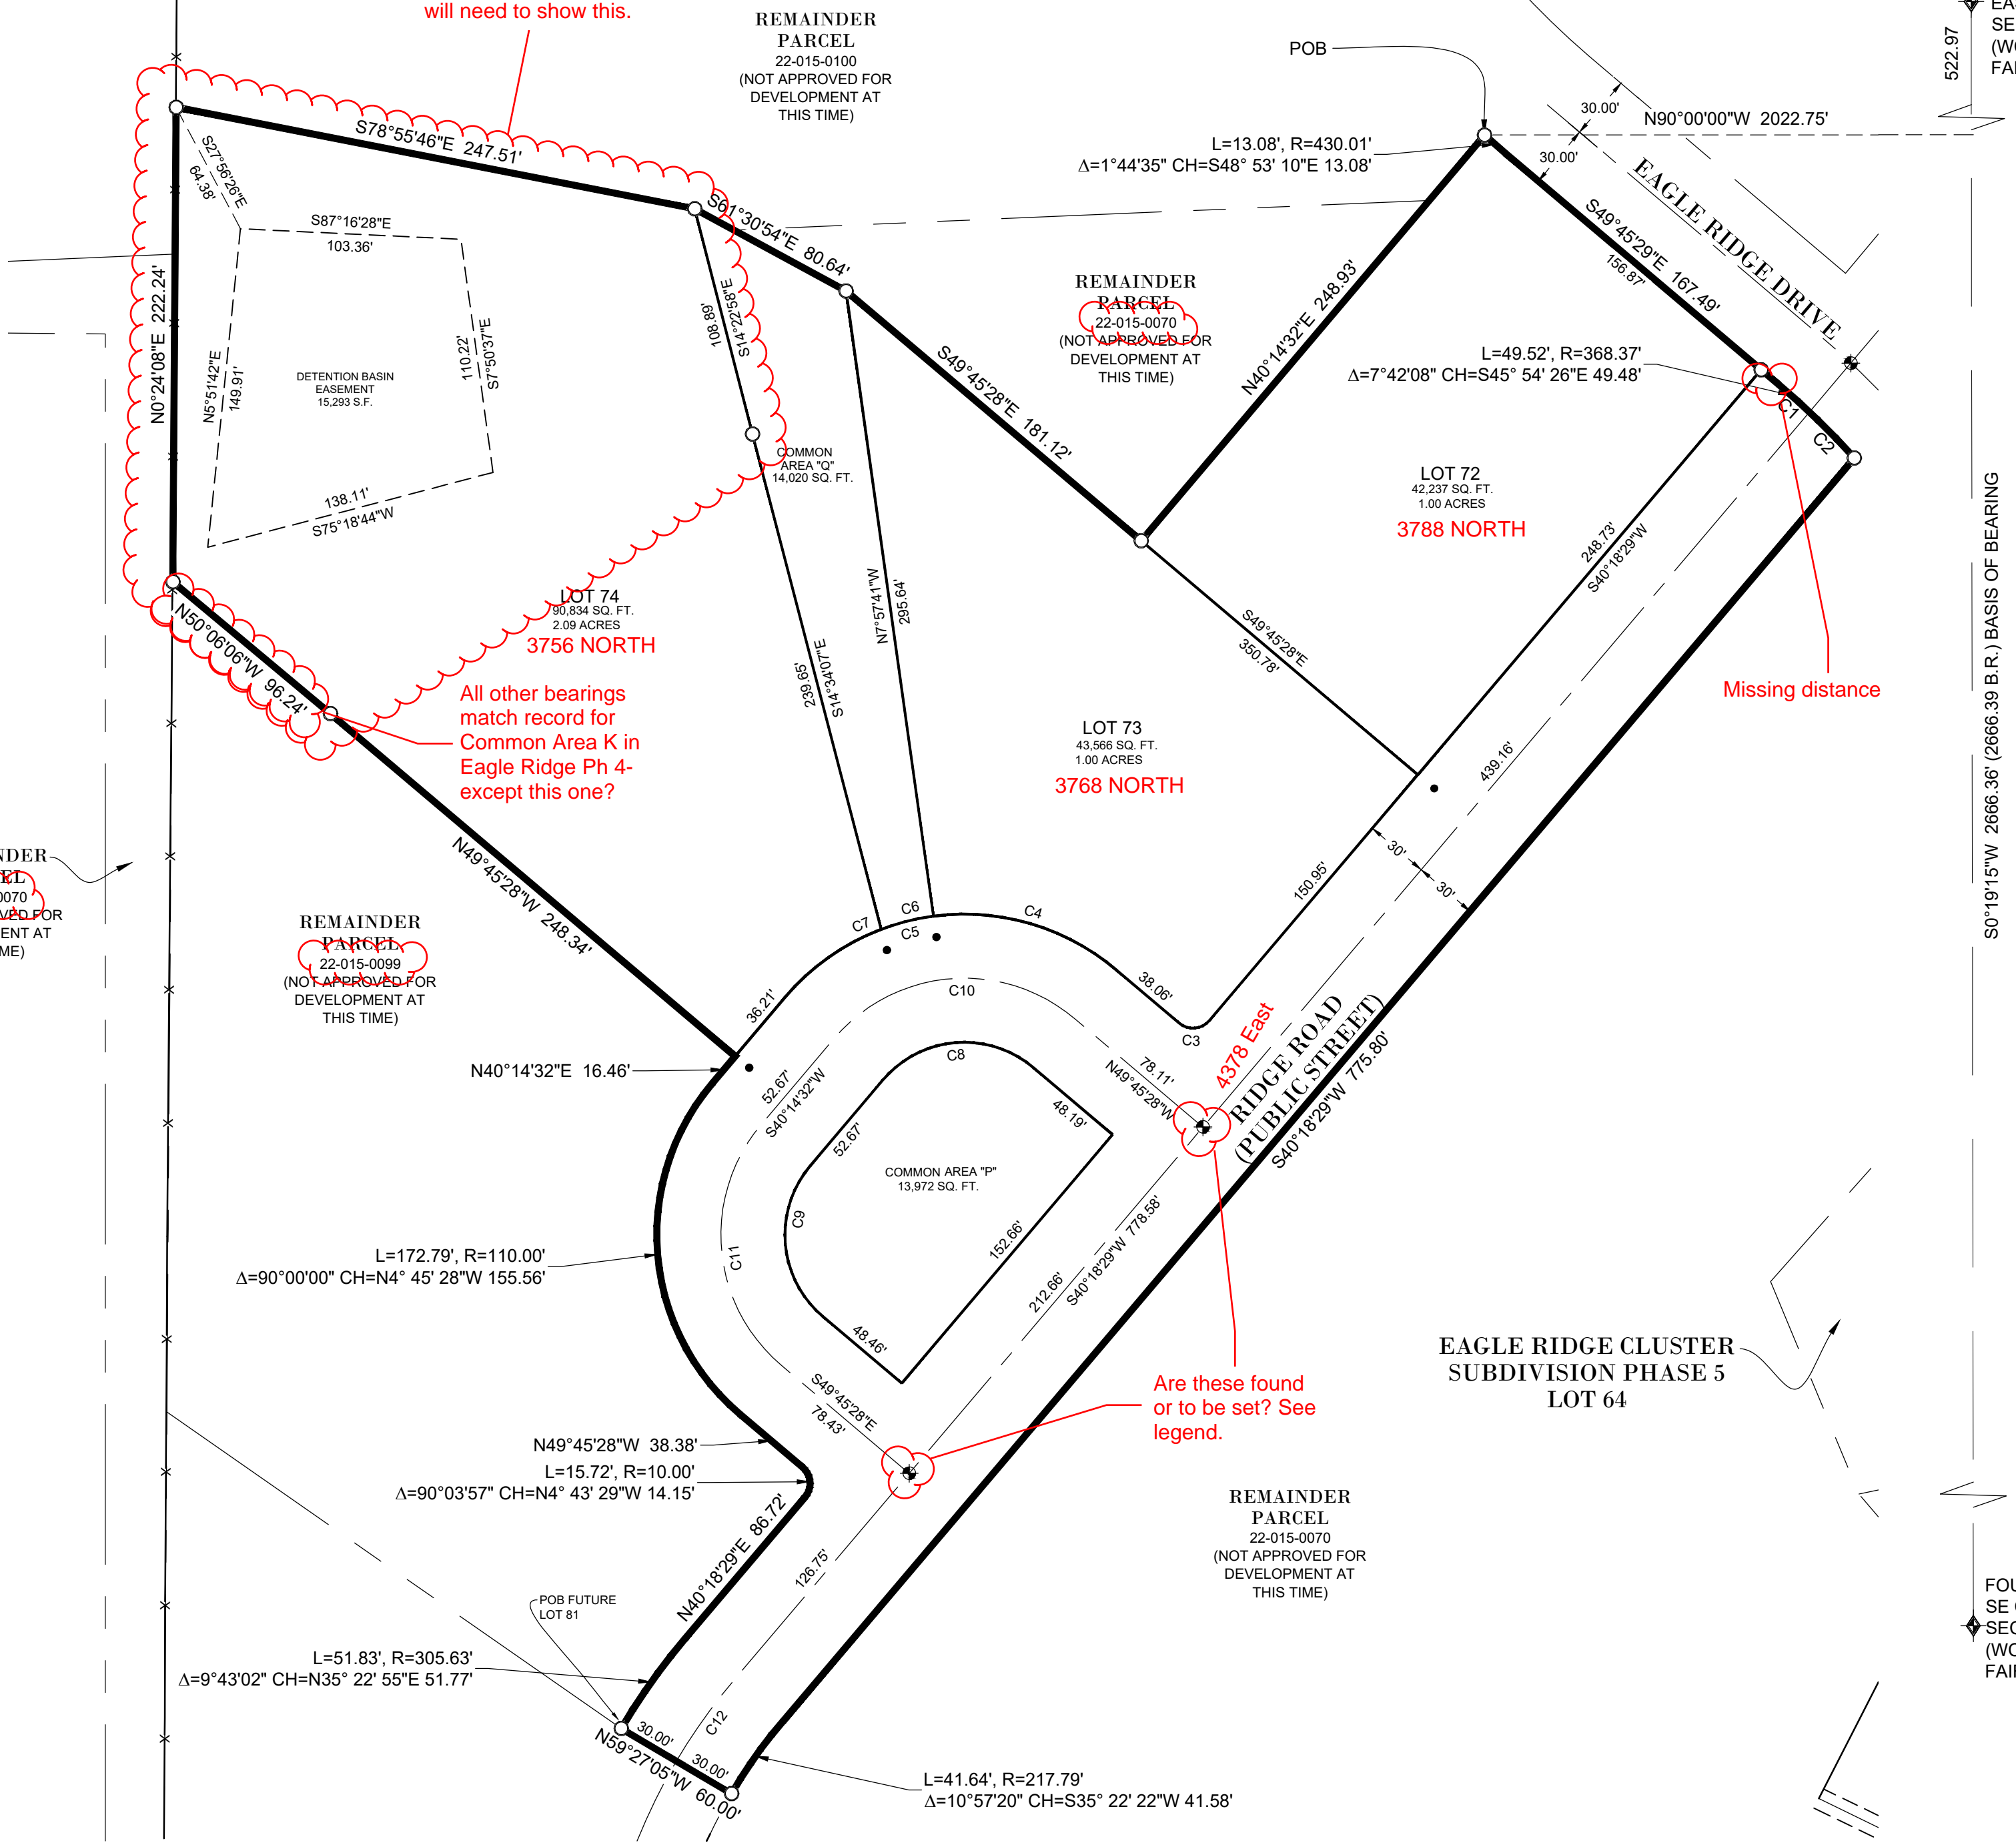 will need to show this.
REMAINDER
PARCEL
22-015-0100
(NOT APPROVED FOR
DEVELOPMENT AT
THIS TIME)
POB
522.97
30.00'
N90°00'00"W 2022.75'
30.00'
L=13.08', R=430.01'
Δ=1°44'35" CH=S48° 53' 10"E 13.08'
EAGLE RIDGE DRIVE
S49°45'29"E 167.49'
156.87'
S78°55'46"E 247.51'
S27°56'26"E
64.38'
S87°16'28"E
103.36'
S61°30'54"E 80.64'
N0°24'08"E 222.24'
N5°51'42"E
149.91'
DETENTION BASIN
EASEMENT
15,293 S.F.
110.22'
S7°50'37"E
108.89'
S14°22'58"E
138.11'
S75°18'44"W
COMMON
AREA "Q"
14,020 SQ. FT.
REMAINDER
PARCEL
22-015-0070
(NOT APPROVED FOR
DEVELOPMENT AT
THIS TIME)
N40°14'32"E 248.93'
S49°45'28"E 181.12'
L=49.52', R=368.37'
Δ=7°42'08" CH=S45° 54' 26"E 49.48'
C1
C2
LOT 72
42,237 SQ. FT.
1.00 ACRES
3788 NORTH
248.73'
S40°18'29"W
S0°19'15"W 2666.36' (2666.39 B.R.) BASIS OF BEARING
LOT 74
90,834 SQ. FT.
2.09 ACRES
3756 NORTH
N7°57'41"W
295.64'
239.65'
S14°34'07"E
S49°45'28"E
350.78'
Missing distance
N50°06'06"W 96.24'
All other bearings
match record for
Common Area K in
Eagle Ridge Ph 4-
except this one?
LOT 73
43,566 SQ. FT.
1.00 ACRES
3768 NORTH
439.16'
150.95'
30'
30'
N49°45'28"W 248.34'
REMAINDER
PARCEL
22-015-0099
(NOT APPROVED FOR
DEVELOPMENT AT
THIS TIME)
C7
C6
C5
C4
C10
36.21'
38.06'
C3
N40°14'32"E 16.46'
52.67'
S40°14'32"W
C8
48.19'
78.11'
N49°45'28"W
4378 East
RIDGE ROAD
(PUBLIC STREET)
S40°18'29"W 775.80'
52.67'
COMMON AREA "P"
13,972 SQ. FT.
C9
C11
152.66'
212.66'
S40°18'29"W 778.58'
L=172.79', R=110.00'
Δ=90°00'00" CH=N4° 45' 28"W 155.56'
48.46'
S49°45'28"E
78.43'
Are these found
or to be set? See
legend.
EAGLE RIDGE CLUSTER
SUBDIVISION PHASE 5
LOT 64
N49°45'28"W 38.38'
L=15.72', R=10.00'
Δ=90°03'57" CH=N4° 43' 29"W 14.15'
N40°18'29"E 86.72'
126.75'
REMAINDER
PARCEL
22-015-0070
(NOT APPROVED FOR
DEVELOPMENT AT
THIS TIME)
POB FUTURE
LOT 81
L=51.83', R=305.63'
Δ=9°43'02" CH=N35° 22' 55"E 51.77'
C12
30.00'
30.00'
N59°27'05"W 60.00'
L=41.64', R=217.79'
Δ=10°57'20" CH=S35° 22' 22"W 41.58'